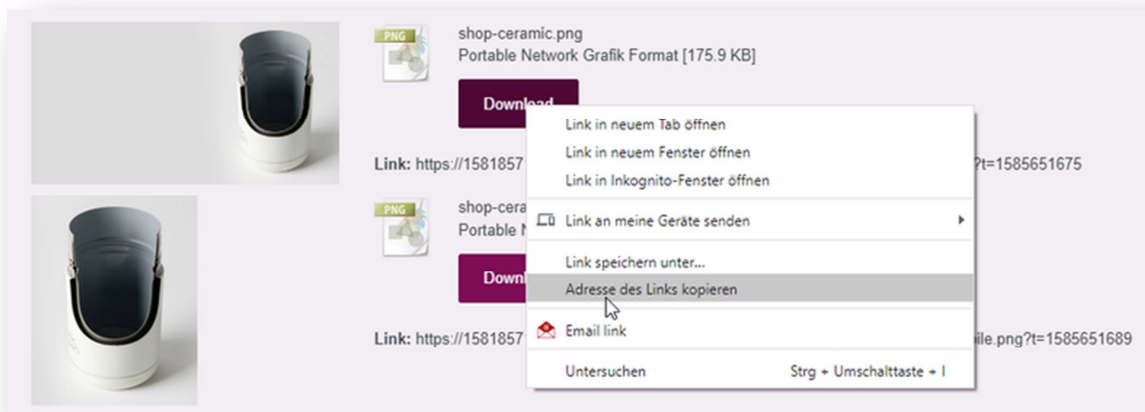 PNG
shop-ceramic.png
Portable Network Grafik Format [175.9 KB]
Download
Link: https://1581857
?t=1585651675
PNG
shop-cera
Portable
Link: https://1581857
ile.png?t=1585651689
Link in neuem Tab öffnen
Link in neuem Fenster öffnen
Link in Inkognito-Fenster öffnen
Link an meine Geräte senden
Link speichern unter...
Adresse des Links kopieren
Email link
Untersuchen Strg + Umschalttaste + I